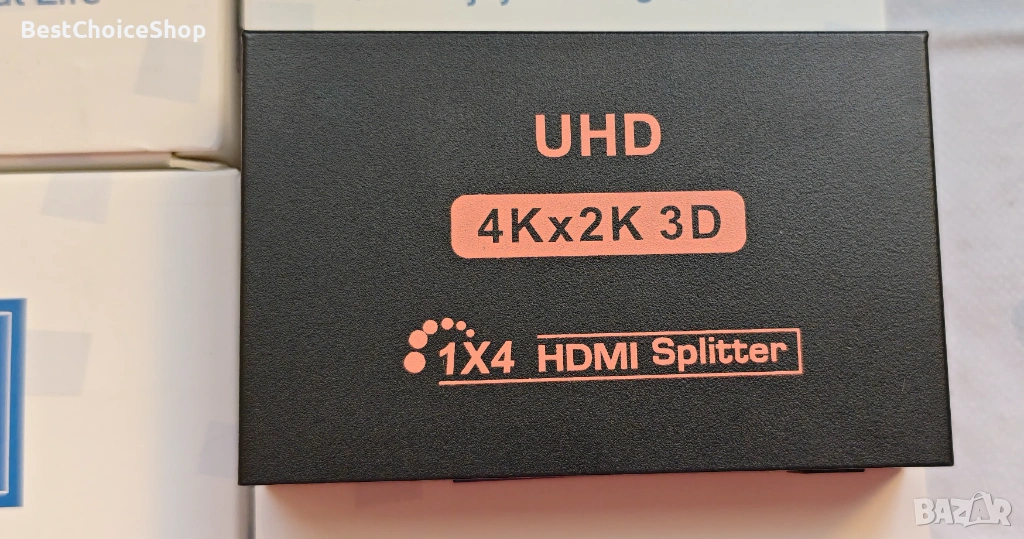 BestChoiceShop
UHD
4Kx2K 3D
1X4 HDMI Splitter
BAZAR